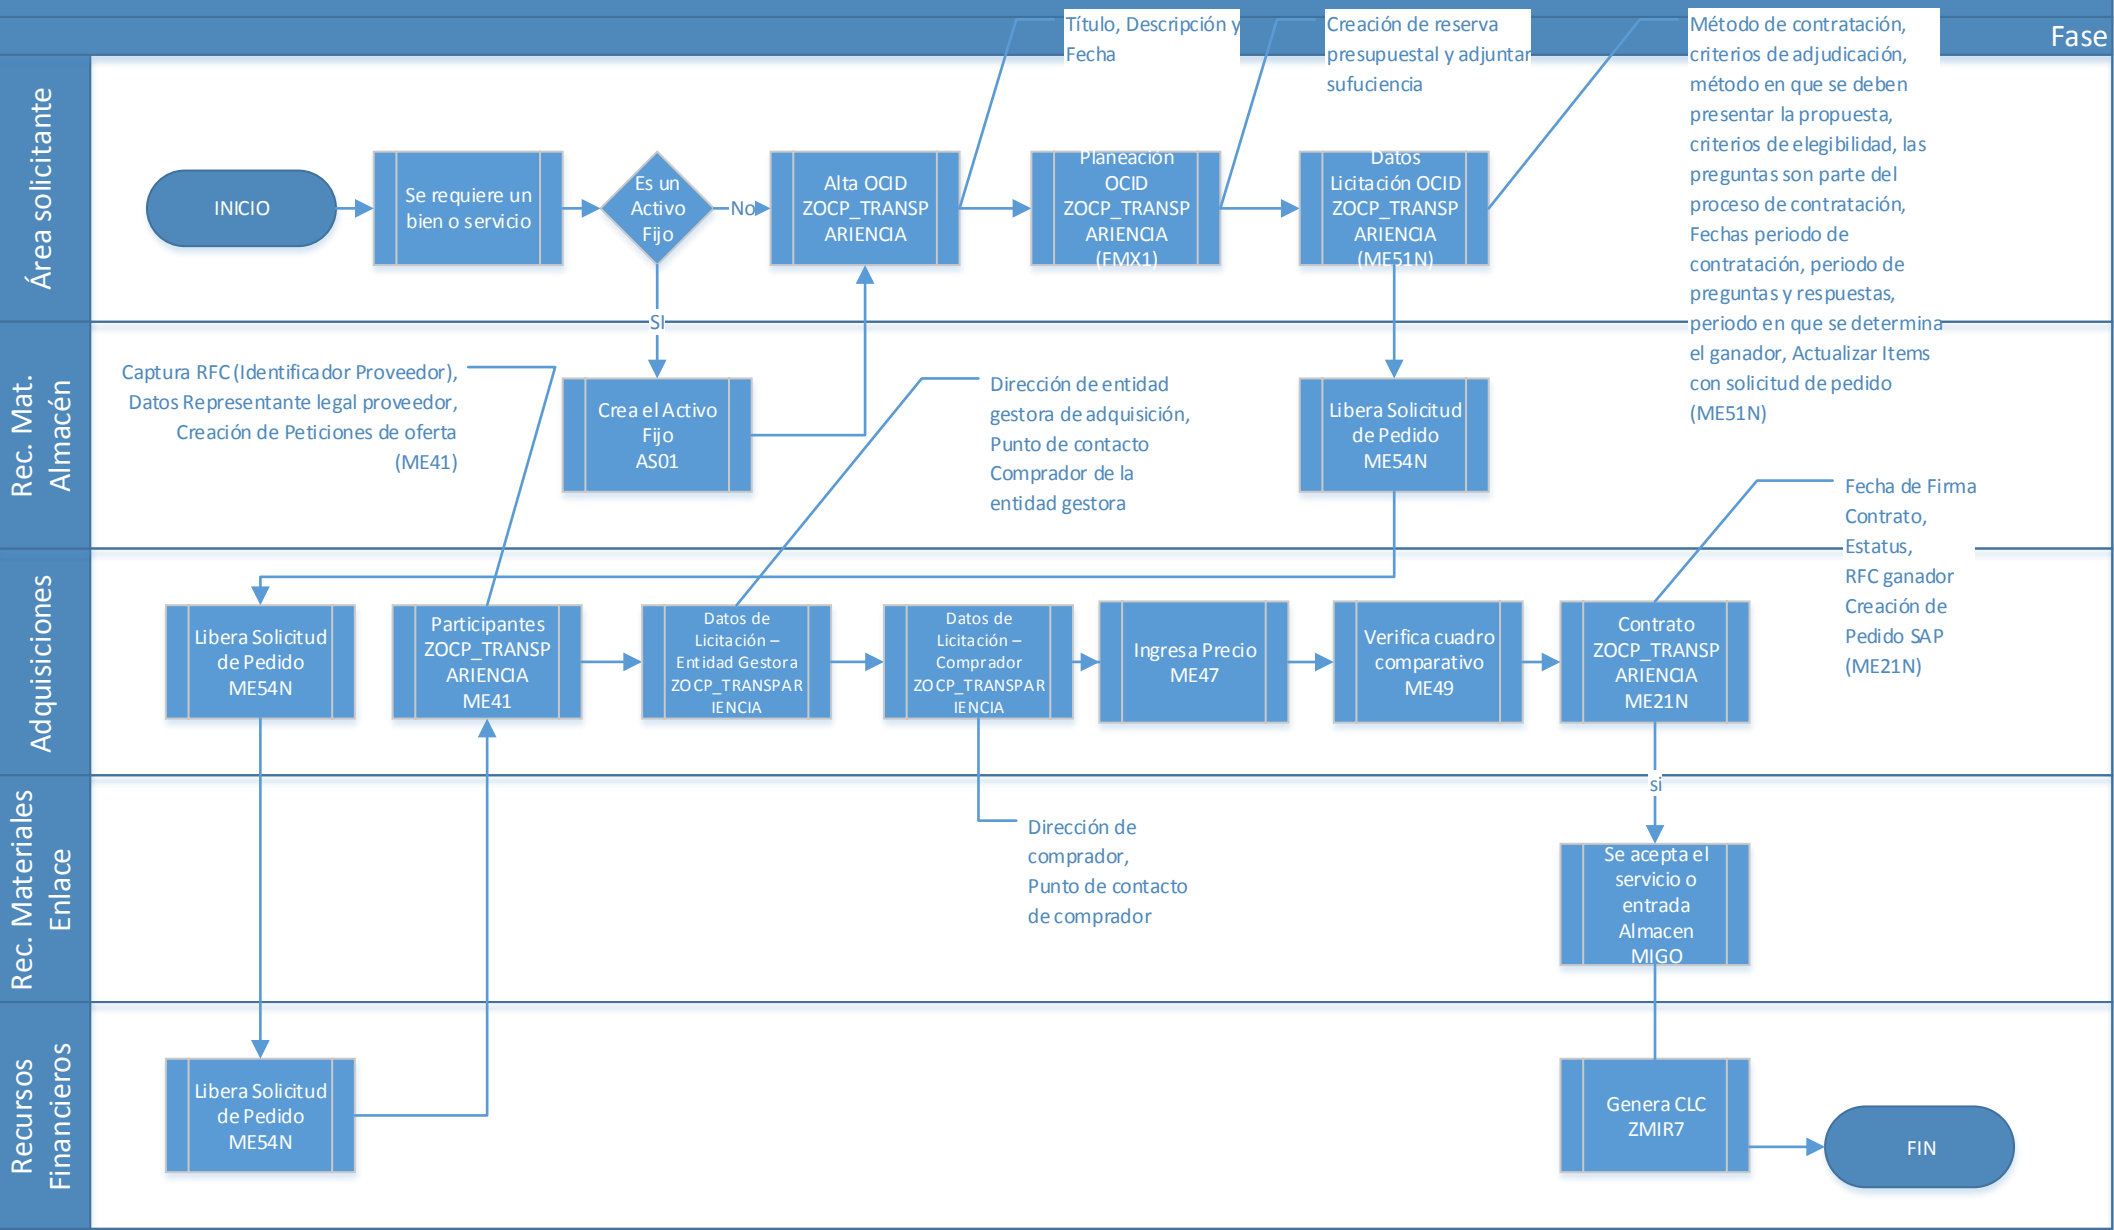 Fase
Título, Descripción y
Fecha
Creación de reserva
presupuestal y adjuntar
sufuciencia
Método de contratación,
criterios de adjudicación,
método en que se deben
presentar la propuesta,
criterios de elegibilidad, las
preguntas son parte del
proceso de contratación,
Fechas periodo de
contratación, periodo de
preguntas y respuestas,
periodo en que se determina
el ganador, Actualizar Items
con solicitud de pedido
(ME51N)
Área solicitante
INICIO
Se requiere un
bien o servicio
Es un
Activo
Fijo
No
SI
Alta OCID
ZOCP_TRANSP
ARIENCIA
Planeación
OCID
ZOCP_TRANSP
ARIENCIA
(FMX1)
Datos
Licitación OCID
ZOCP_TRANSP
ARIENCIA
(ME51N)
Rec. Mat.
Almacén
Captura RFC (Identificador Proveedor),
Datos Representante legal proveedor,
Creación de Peticiones de oferta
(ME41)
Crea el Activo
Fijo
AS01
Dirección de entidad
gestora de adquisición,
Punto de contacto
Comprador de la
entidad gestora
Libera Solicitud
de Pedido
ME54N
Fecha de Firma
Contrato,
Estatus,
RFC ganador
Creación de
Pedido SAP
(ME21N)
Adquisiciones
Libera Solicitud
de Pedido
ME54N
Participantes
ZOCP_TRANSP
ARIENCIA
ME41
Datos de
Licitación –
Entidad Gestora
ZOCP_TRANSPAR
IENCIA
Datos de
Licitación –
Comprador
ZOCP_TRANSPAR
IENCIA
Ingresa Precio
ME47
Verifica cuadro
comparativo
ME49
Contrato
ZOCP_TRANSP
ARIENCIA
ME21N
si
Rec. Materiales
Enlace
Dirección de
comprador,
Punto de contacto
de comprador
Se acepta el
servicio o
entrada
Almacen
MIGO
Recursos
Financieros
Libera Solicitud
de Pedido
ME54N
Genera CLC
ZMIR7
FIN